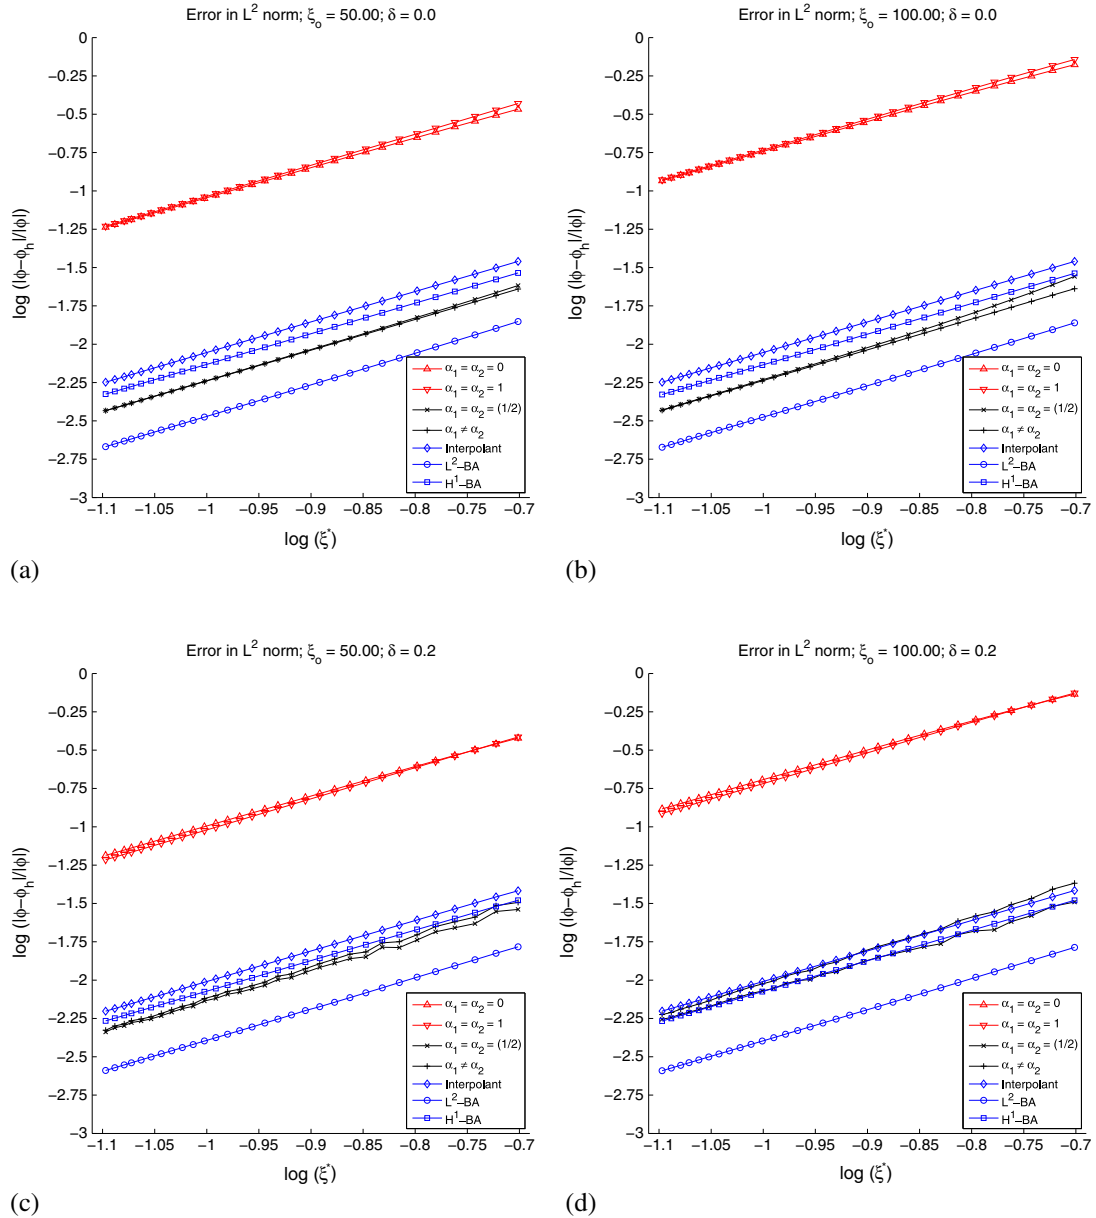 Error in L² norm; ξₒ = 50.00; δ = 0.0
0
−0.25
−0.5
−0.75
−1
−1.25
−1.5
−1.75
−2
−2.25
−2.5
−2.75
−3
log (|ϕ−ϕₕ|/|ϕ|)
α₁ = α₂ = 0
α₁ = α₂ = 1
α₁ = α₂ = (1/2)
α₁ ≠ α₂
Interpolant
L²−BA
H¹−BA
−1.1 −1.05 −1 −0.95 −0.9 −0.85 −0.8 −0.75 −0.7
log (ξ*)
(a)
Error in L² norm; ξₒ = 100.00; δ = 0.0
0
−0.25
−0.5
−0.75
−1
−1.25
−1.5
−1.75
−2
−2.25
−2.5
−2.75
−3
log (|ϕ−ϕₕ|/|ϕ|)
α₁ = α₂ = 0
α₁ = α₂ = 1
α₁ = α₂ = (1/2)
α₁ ≠ α₂
Interpolant
L²−BA
H¹−BA
−1.1 −1.05 −1 −0.95 −0.9 −0.85 −0.8 −0.75 −0.7
log (ξ*)
(b)
Error in L² norm; ξₒ = 50.00; δ = 0.2
0
−0.25
−0.5
−0.75
−1
−1.25
−1.5
−1.75
−2
−2.25
−2.5
−2.75
−3
log (|ϕ−ϕₕ|/|ϕ|)
α₁ = α₂ = 0
α₁ = α₂ = 1
α₁ = α₂ = (1/2)
α₁ ≠ α₂
Interpolant
L²−BA
H¹−BA
−1.1 −1.05 −1 −0.95 −0.9 −0.85 −0.8 −0.75 −0.7
log (ξ*)
(c)
Error in L² norm; ξₒ = 100.00; δ = 0.2
0
−0.25
−0.5
−0.75
−1
−1.25
−1.5
−1.75
−2
−2.25
−2.5
−2.75
−3
log (|ϕ−ϕₕ|/|ϕ|)
α₁ = α₂ = 0
α₁ = α₂ = 1
α₁ = α₂ = (1/2)
α₁ ≠ α₂
Interpolant
L²−BA
H¹−BA
−1.1 −1.05 −1 −0.95 −0.9 −0.85 −0.8 −0.75 −0.7
log (ξ*)
(d)